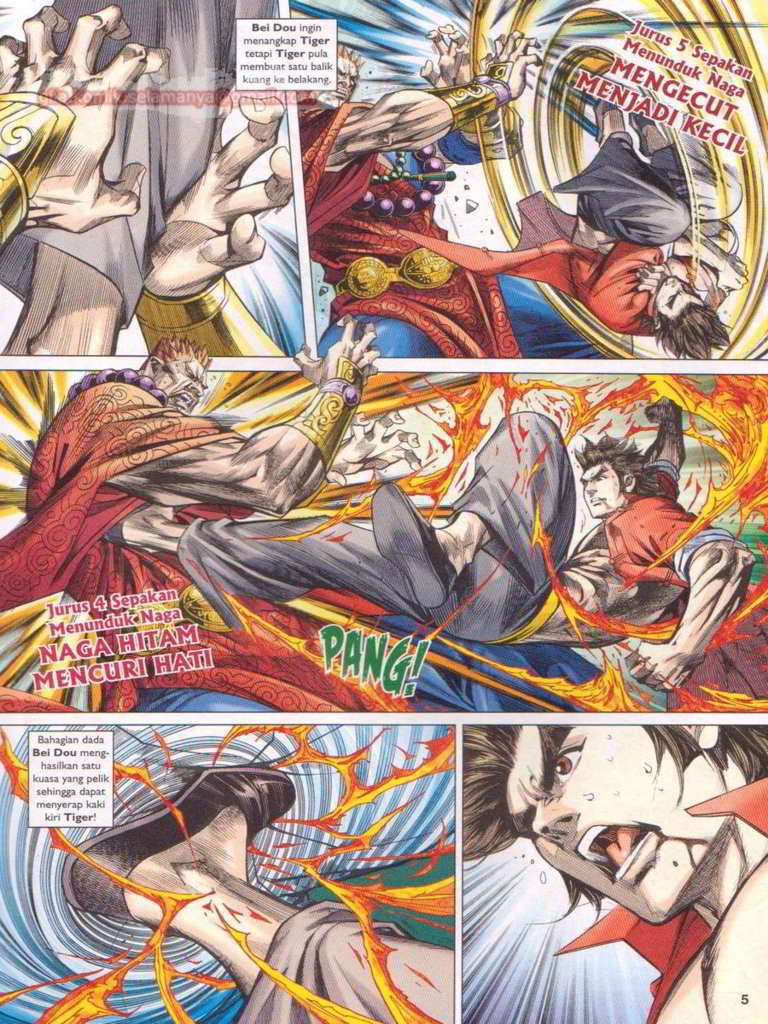 Bei Dou ingin
menangkap Tiger
tetapi Tiger pula
membuat satu balik
kuang ke belakang.
Jurus 5 Sepakan
Menunduk Naga
MENGECUT
MENJADI KECIL
Jurus 4 Sepakan
Menunduk Naga
NAGA HITAM
MENCURI HATI
PANG!
Bahagian dada
Bei Dou meng-
hasilkan satu
kuasa yang pelik
sehingga dapat
menyerap kaki
kiri Tiger!
5